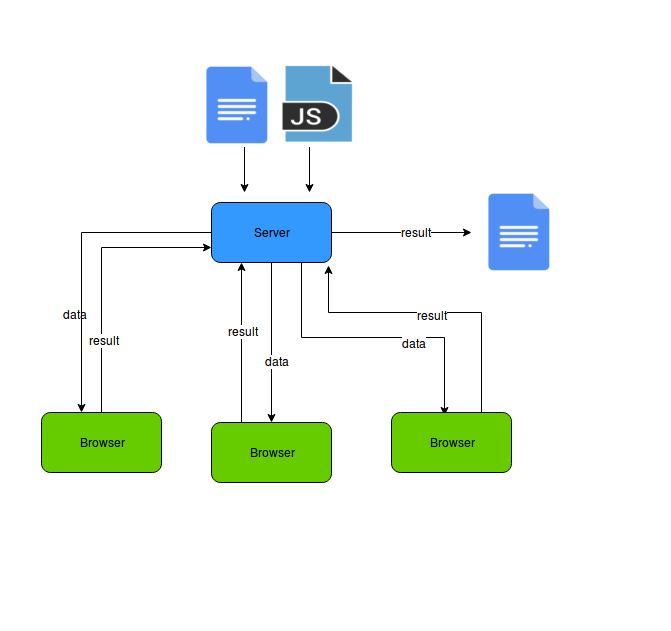 JS
Server
result
data
result
result
data
result
data
Browser
Browser
Browser